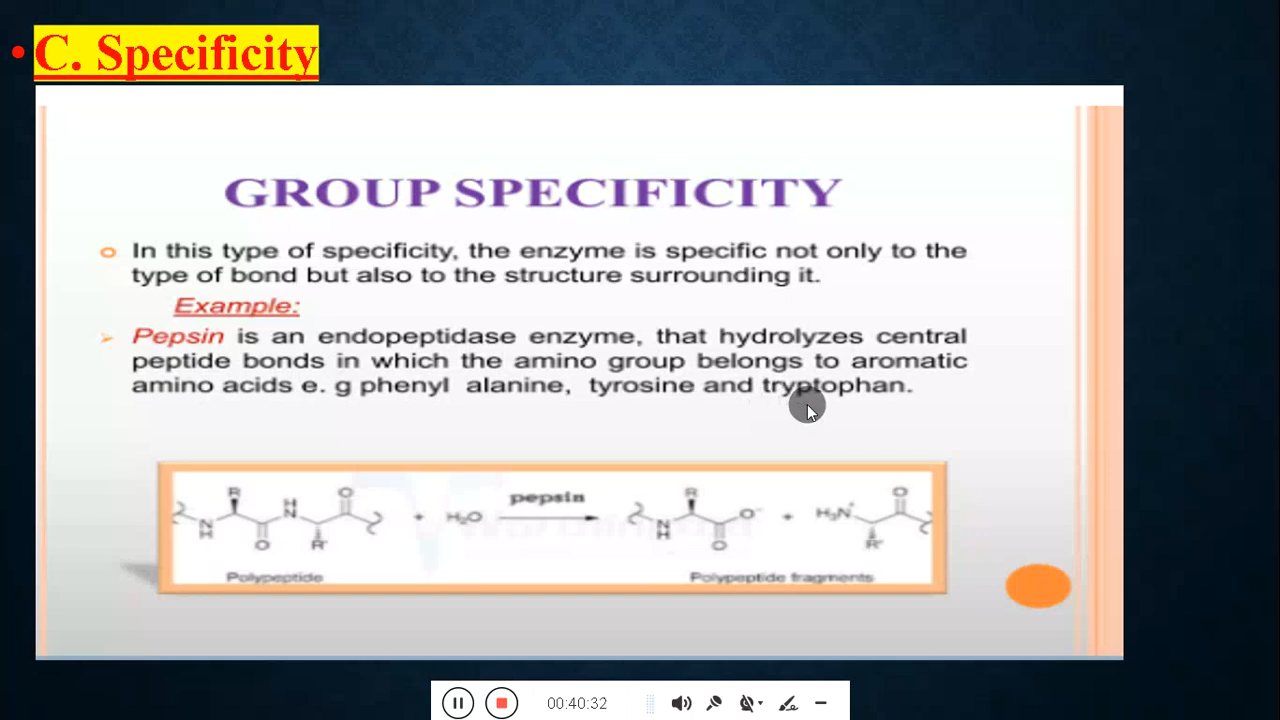 • C. Specificity
GROUP SPECIFICITY
In this type of specificity, the enzyme is specific not only to the
type of bond but also to the structure surrounding it.
Example:
Pepsin is an endopeptidase enzyme, that hydrolyzes central
peptide bonds in which the amino group belongs to aromatic
amino acids e. g phenyl alanine, tyrosine and tryptophan.
R H N O + H₂O pepsin R O⁻ + H₃N⁺ O
N H O R' N H O R'
Polypeptide Polypeptide fragments
00:40:32